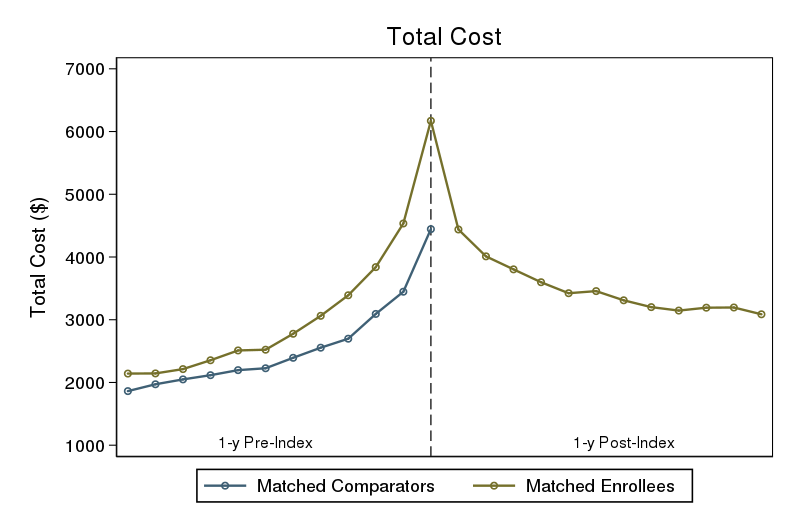 Total Cost
7000
6000
5000
4000
3000
2000
1000
Total Cost ($)
1-y Pre-Index
1-y Post-Index
Matched Comparators
Matched Enrollees